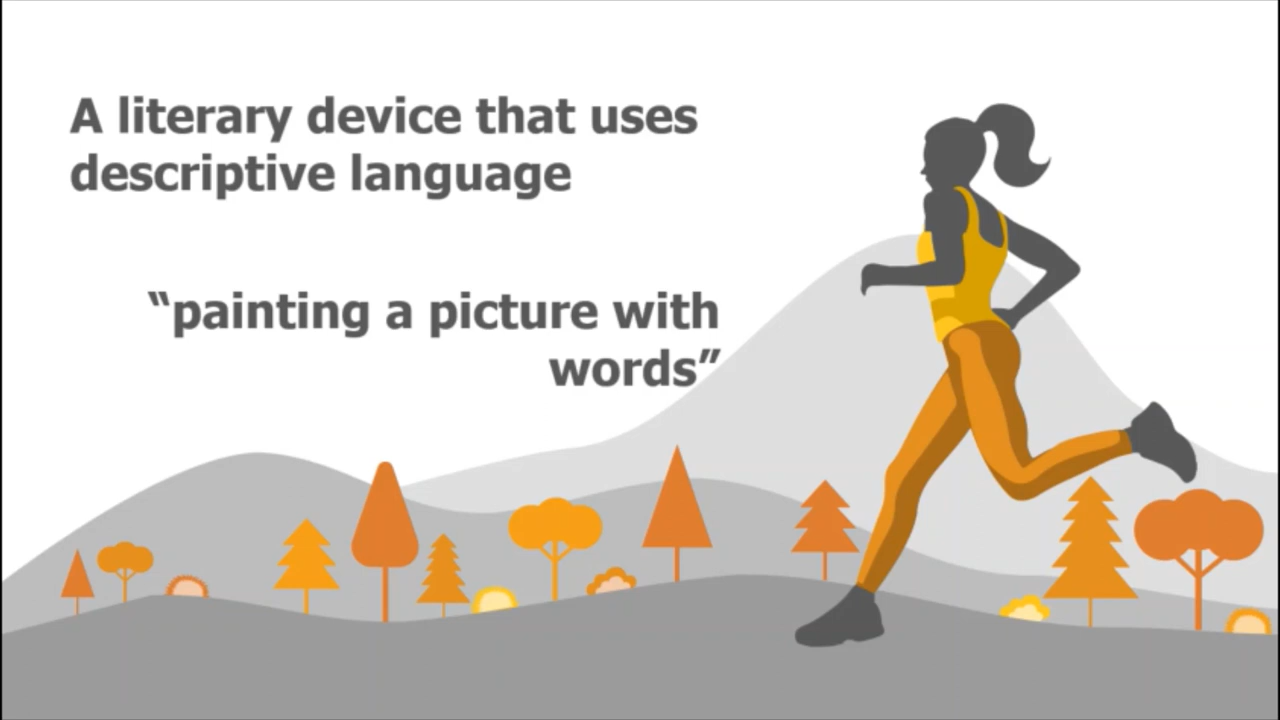 A literary device that uses
descriptive language
“painting a picture with
words”